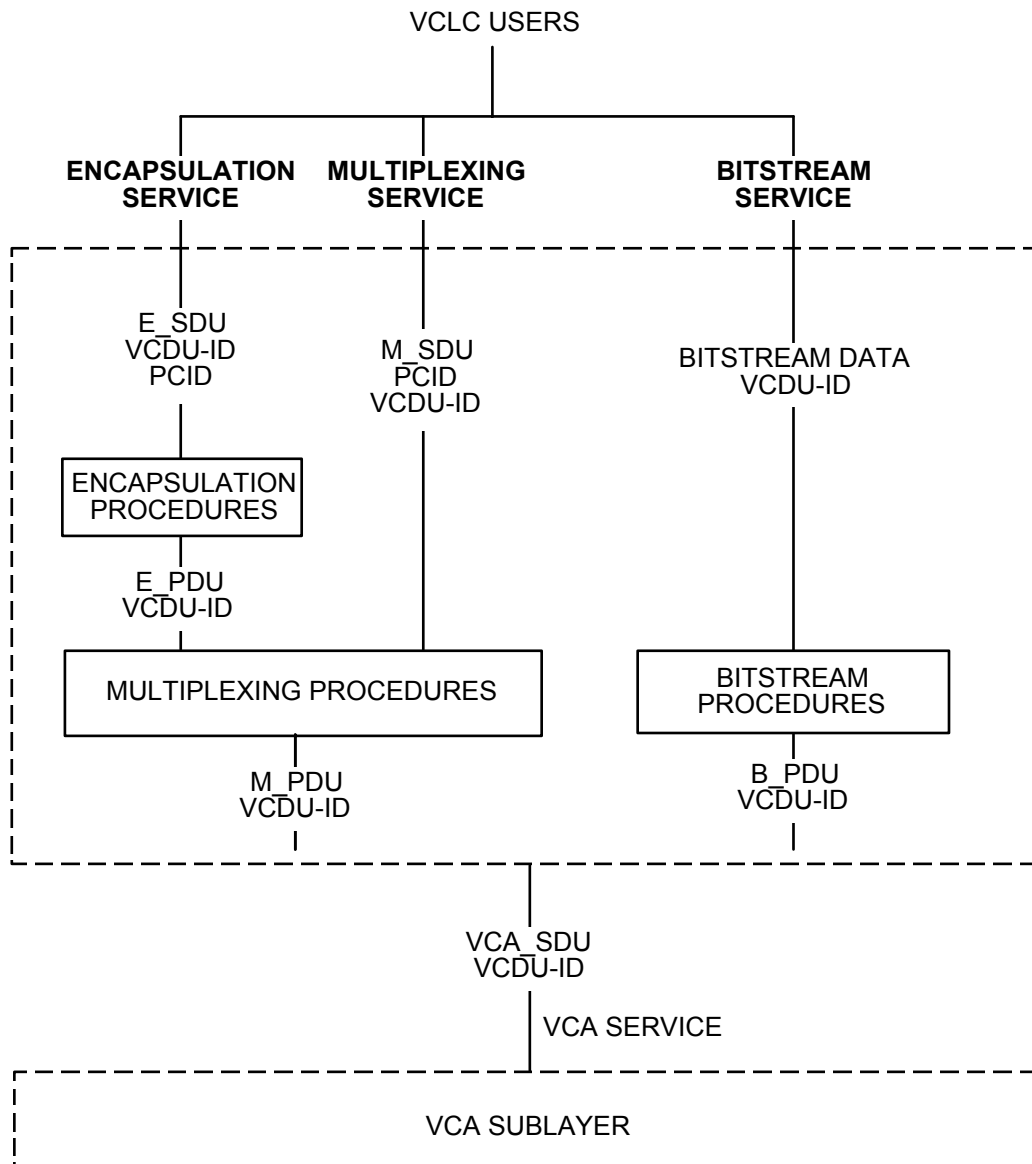 VCLC USERS
ENCAPSULATION
SERVICE
MULTIPLEXING
SERVICE
BITSTREAM
SERVICE
E_SDU
VCDU-ID
PCID
M_SDU
PCID
VCDU-ID
BITSTREAM DATA
VCDU-ID
ENCAPSULATION
PROCEDURES
E_PDU
VCDU-ID
MULTIPLEXING PROCEDURES
BITSTREAM
PROCEDURES
M_PDU
VCDU-ID
B_PDU
VCDU-ID
VCA_SDU
VCDU-ID
VCA SERVICE
VCA SUBLAYER